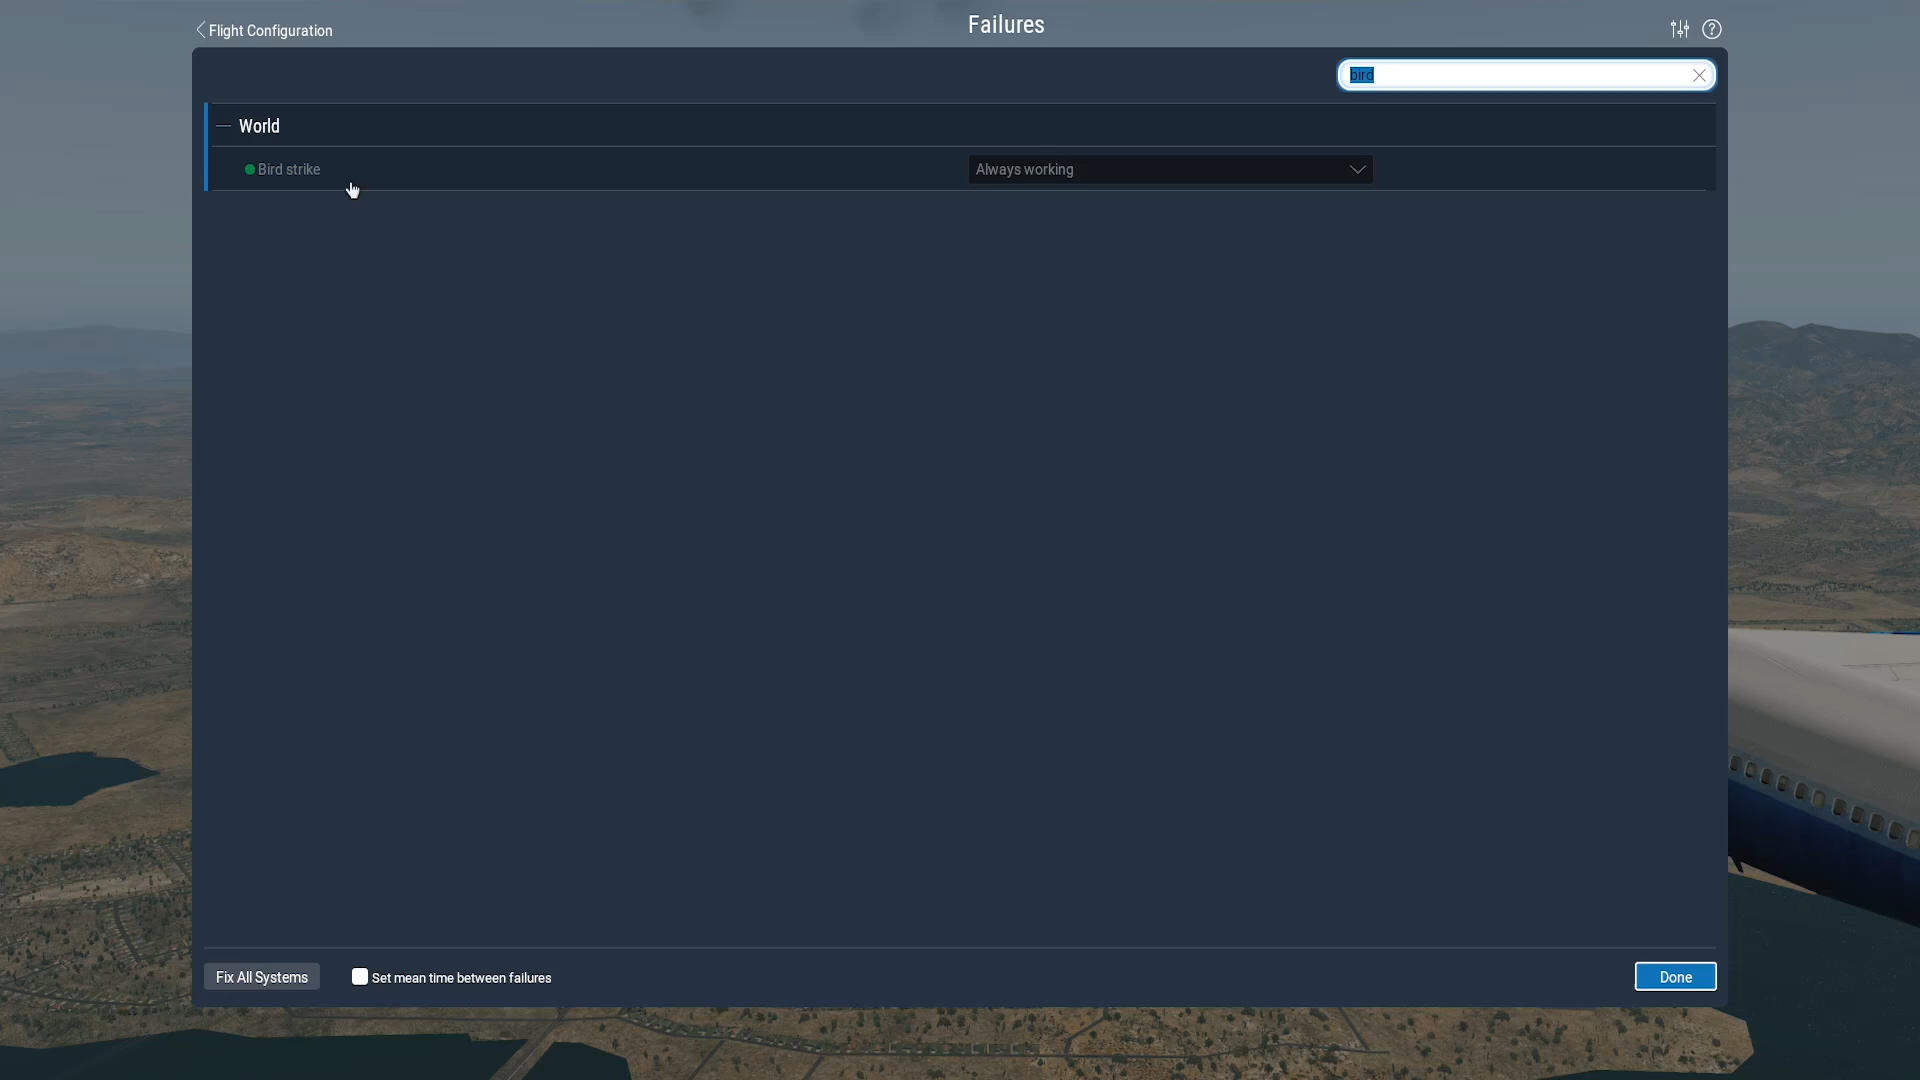 Flight Configuration
Failures
bird
World
Bird strike
Always working
Fix All Systems
Set mean time between failures
Done